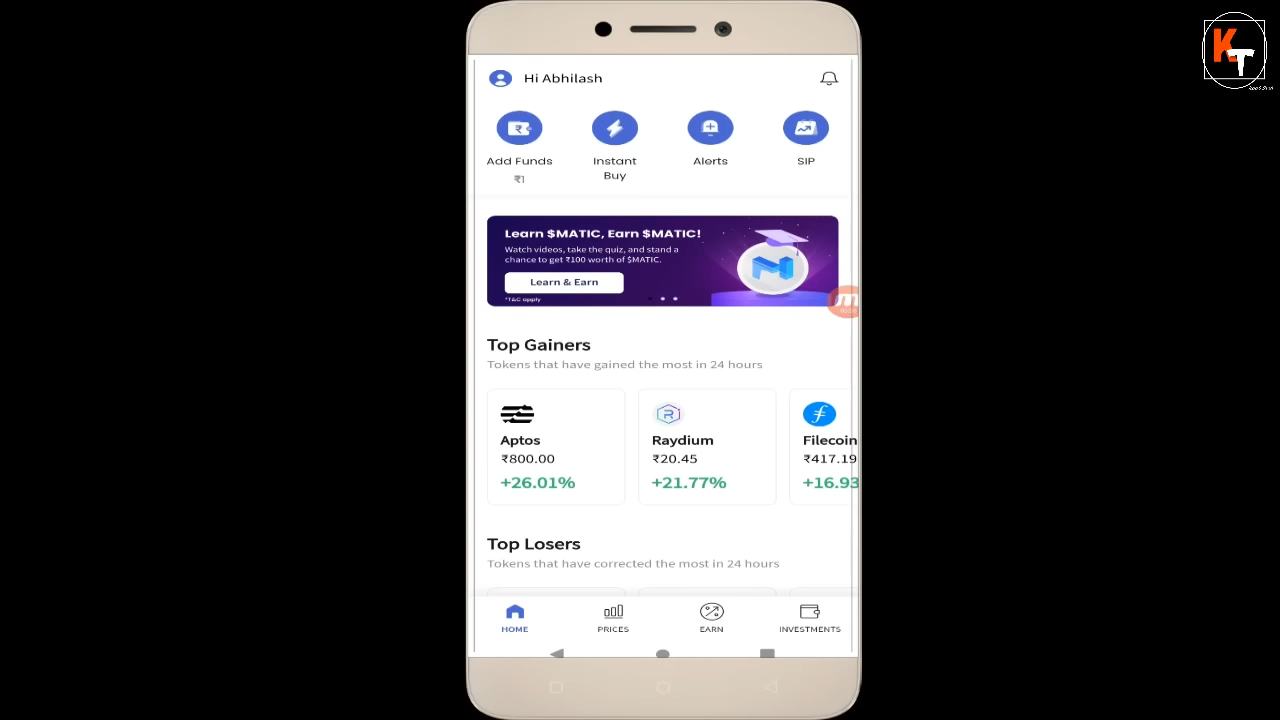 KT
Hi Abhilash
Add Funds
₹1
Instant
Buy
Alerts
SIP
Learn $MATIC, Earn $MATIC!
Watch videos, take the quiz, and stand a
chance to get ₹100 worth of $MATIC.
Learn & Earn
*T&C apply
Top Gainers
Tokens that have gained the most in 24 hours
Aptos
₹800.00
+26.01%
Raydium
₹20.45
+21.77%
Filecoin
₹417.19
+16.93
Top Losers
Tokens that have corrected the most in 24 hours
HOME
PRICES
EARN
INVESTMENTS